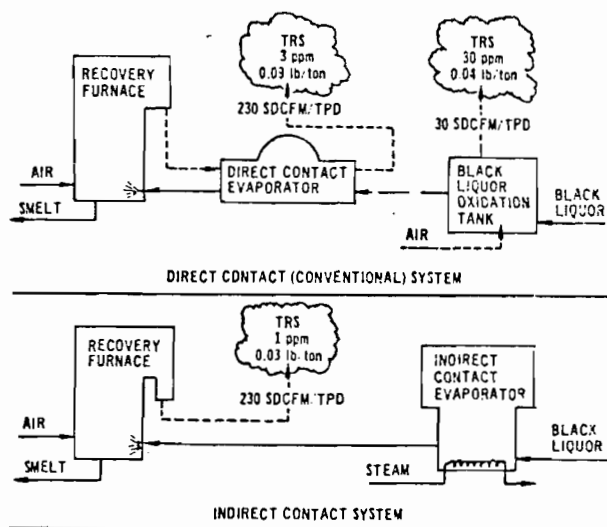 TRS
3 ppm
0.03 lb/ton
TRS
30 ppm
0.04 lb/ton
RECOVERY
FURNACE
230 SDCFM/TPD
30 SDCFM/TPD
AIR
DIRECT CONTACT
EVAPORATOR
BLACK
LIQUOR
OXIDATION
TANK
SMELT
BLACK
LIQUOR
AIR
DIRECT CONTACT (CONVENTIONAL) SYSTEM
RECOVERY
FURNACE
TRS
1 ppm
0.03 lb/ton
INDIRECT
CONTACT
EVAPORATOR
230 SDCFM/TPD
AIR
BLACK
LIQUOR
SMELT
STEAM
INDIRECT CONTACT SYSTEM